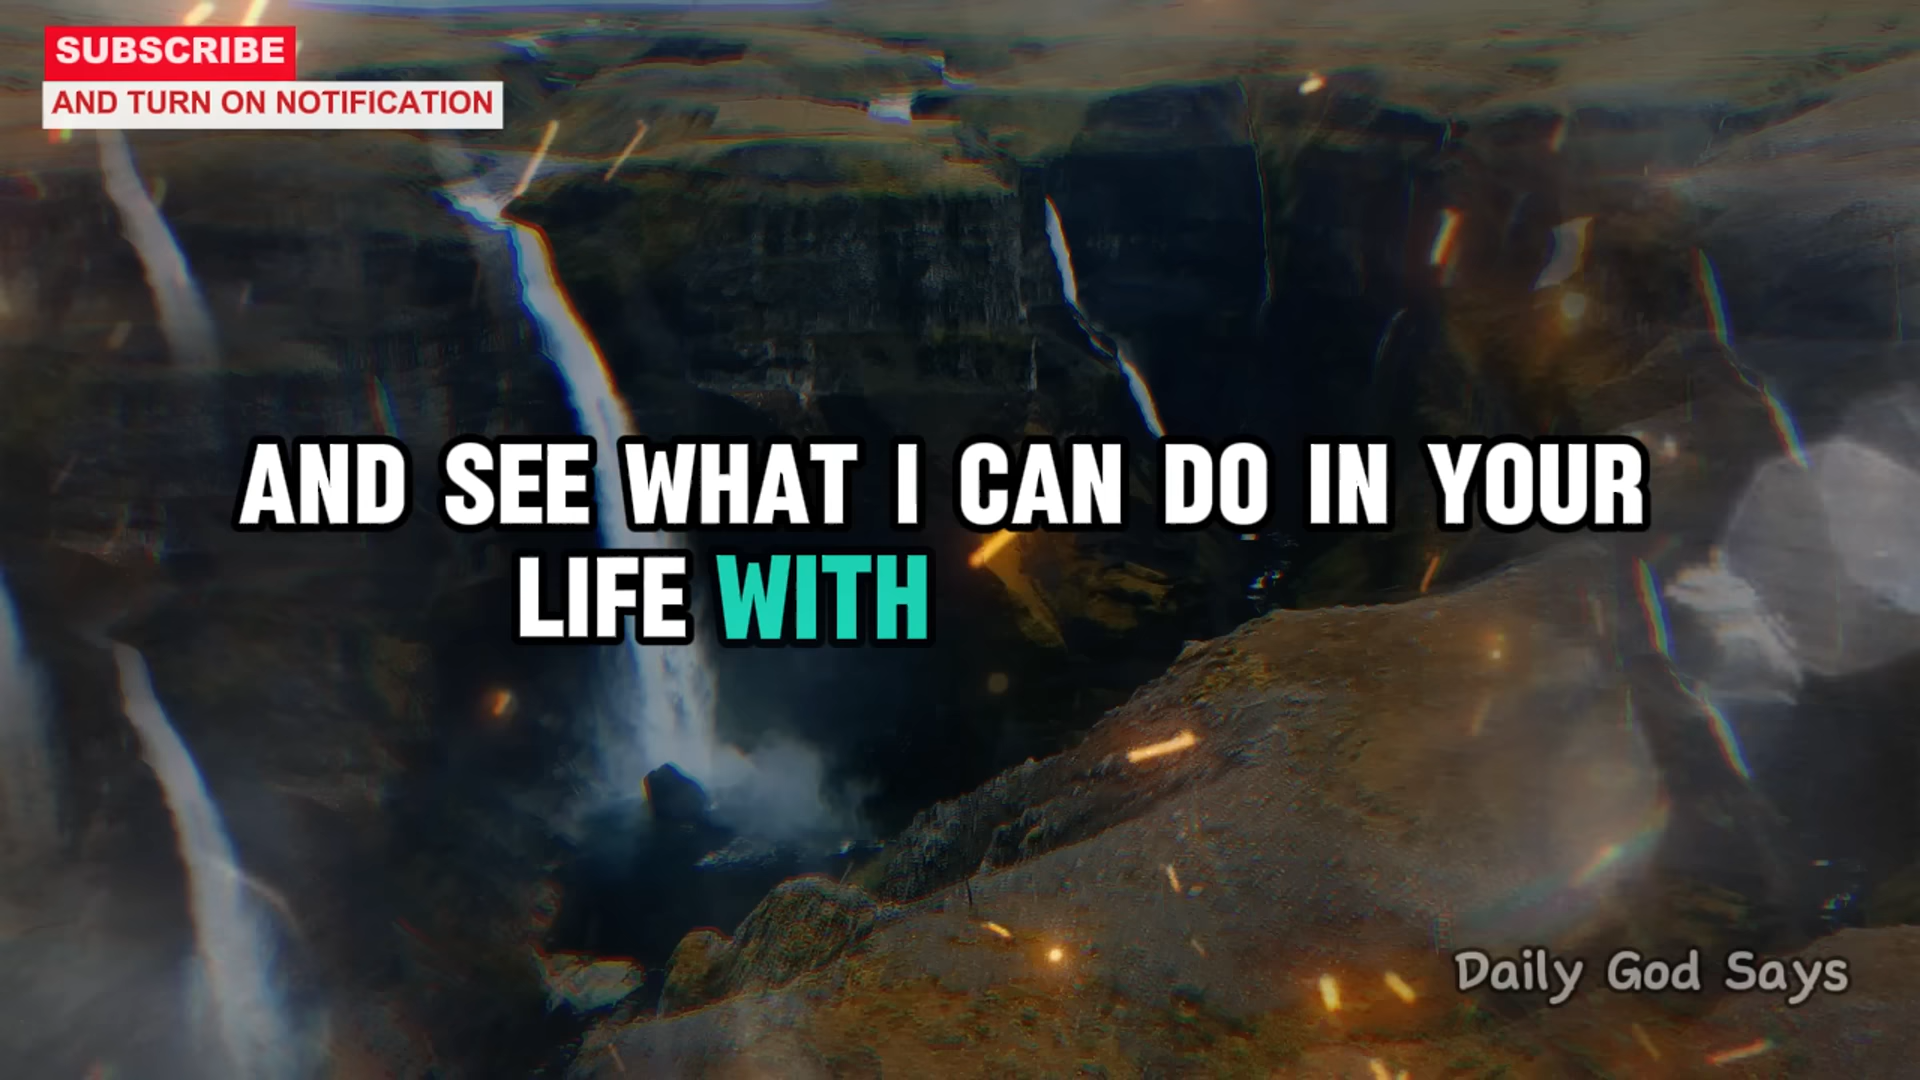 SUBSCRIBE
AND TURN ON NOTIFICATION
AND SEE WHAT I CAN DO IN YOUR
LIFE WITH
Daily God Says